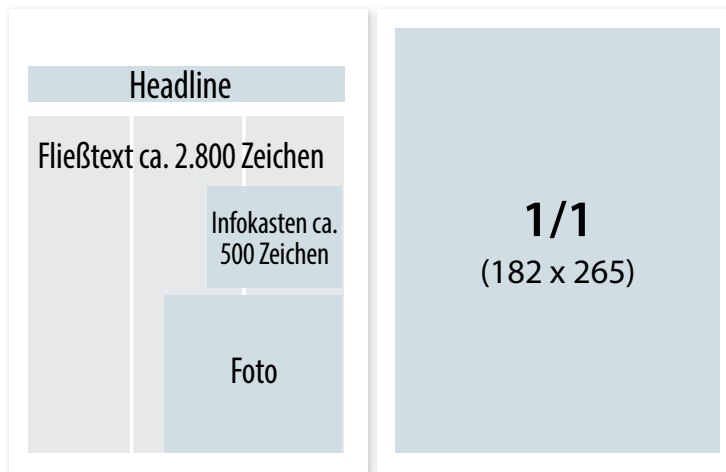 Headline
Fließtext ca. 2.800 Zeichen
Infokasten ca.
500 Zeichen
Foto
1/1
(182 x 265)